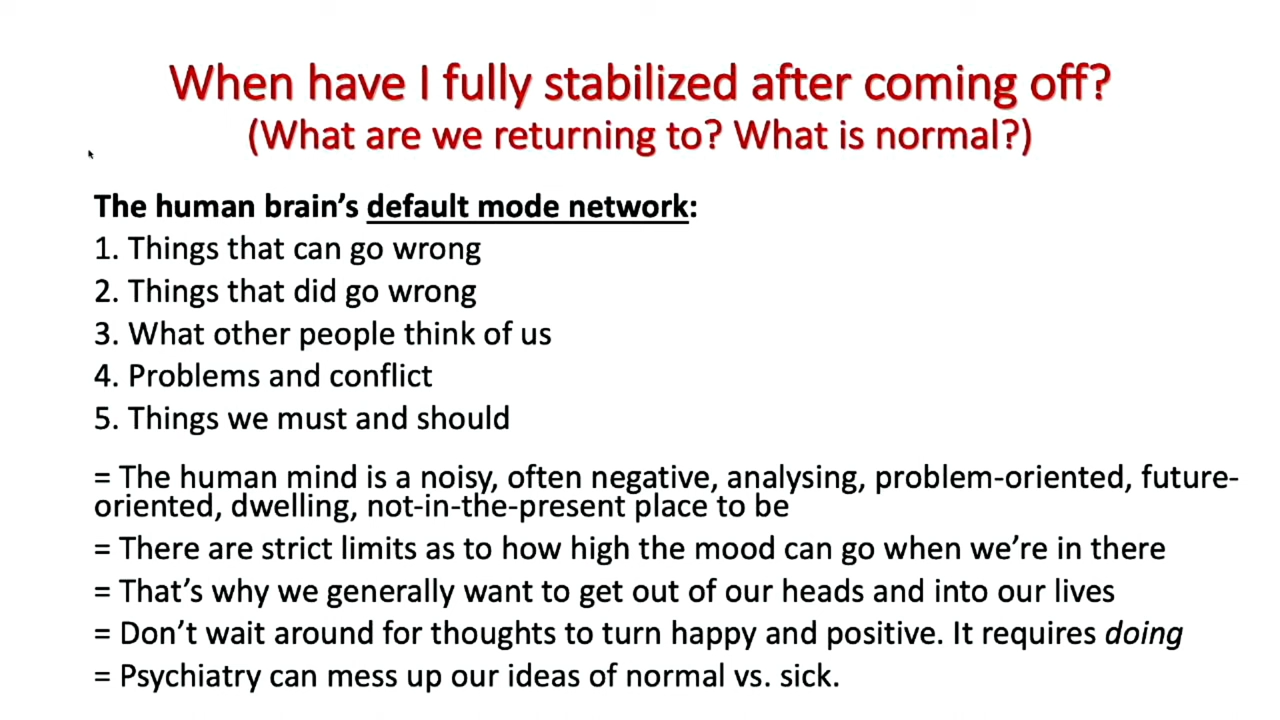 When have I fully stabilized after coming off?
(What are we returning to? What is normal?)
The human brain’s default mode network:
1. Things that can go wrong
2. Things that did go wrong
3. What other people think of us
4. Problems and conflict
5. Things we must and should
= The human mind is a noisy, often negative, analysing, problem-oriented, future-
oriented, dwelling, not-in-the-present place to be
= There are strict limits as to how high the mood can go when we’re in there
= That’s why we generally want to get out of our heads and into our lives
= Don’t wait around for thoughts to turn happy and positive. It requires doing
= Psychiatry can mess up our ideas of normal vs. sick.